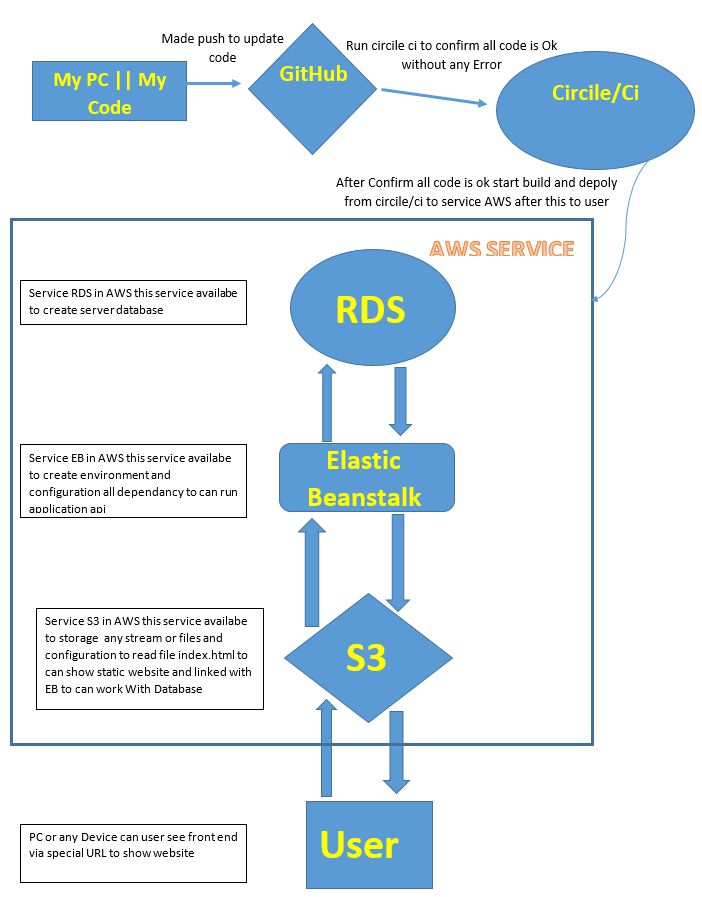 Made push to update
code
My PC || My
Code
GitHub
Run circile ci to confirm all code is Ok
without any Error
Circile/Ci
After Confirm all code is ok start build and depoly
from circle/ci to service AWS after this to user
AWS SERVICE
Service RDS in AWS this service availabe
to create server database
RDS
Service EB in AWS this service availabe
to create environment and
configuration all dependancy to can run
application api
Elastic
Beanstalk
Service S3 in AWS this service availabe
to storage any stream or files and
configuration to read file index.html to
can show static website and linked with
EB to can work With Database
S3
PC or any Device can user see front end
via special URL to show website
User